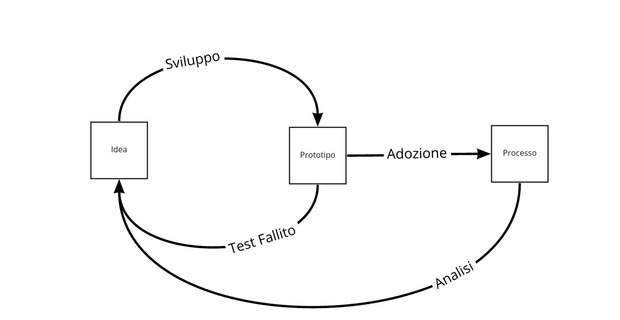 Sviluppo
Idea
Prototipo
Adozione
Processo
Test Fallito
Analisi